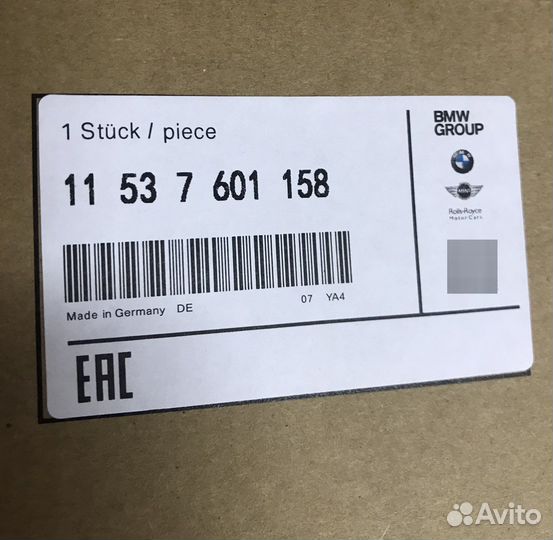 1 Stück / piece
BMW
GROUP
11 53 7 601 158
MINI
Rolls-Royce
Motor Cars
Made in Germany DE 07 YA4
EAC
Avito